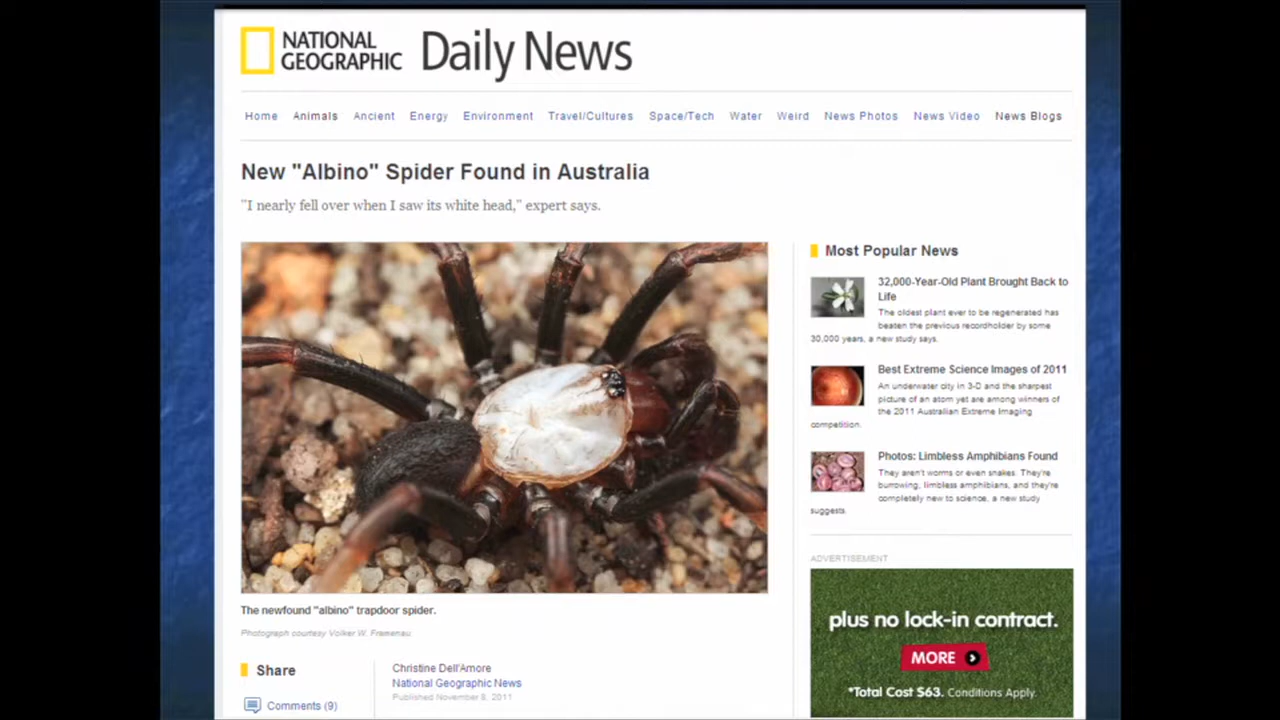 NATIONAL
GEOGRAPHIC
Daily News
Home Animals Ancient Energy Environment Travel/Cultures Space/Tech Water Weird News Photos News Video News Blogs
New "Albino" Spider Found in Australia
"I nearly fell over when I saw its white head," expert says.
The newfound "albino" trapdoor spider.
Photograph courtesy Volker W. Framenau
Share
Comments (9)
Christine Dell'Amore
National Geographic News
Published November 8, 2011
Most Popular News
32,000-Year-Old Plant Brought Back to
Life
The oldest plant ever to be regenerated has
beaten the previous recordholder by some
30,000 years, a new study says.
Best Extreme Science Images of 2011
An underwater city in 3-D and the sharpest
picture of an atom yet are among winners of
the 2011 Australian Extreme Imaging
competition.
Photos: Limbless Amphibians Found
They aren't worms or even snakes. They're
burrowing, limbless amphibians, and they're
completely new to science, a new study
suggests.
ADVERTISEMENT
plus no lock-in contract.
MORE
*Total Cost $63. Conditions Apply.